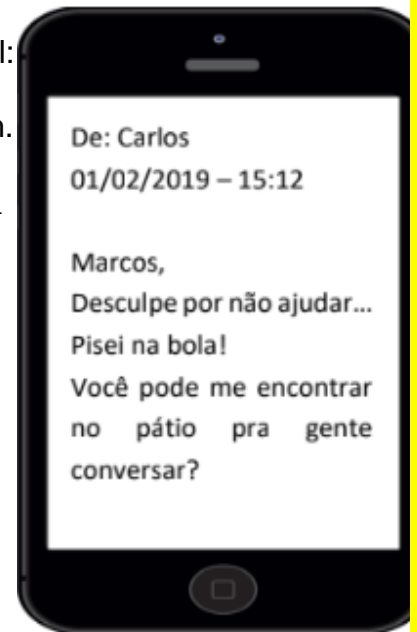 l:
n.
De: Carlos
01/02/2019 – 15:12
Marcos,
Desculpe por não ajudar...
Pisei na bola!
Você pode me encontrar
no pátio pra gente
conversar?